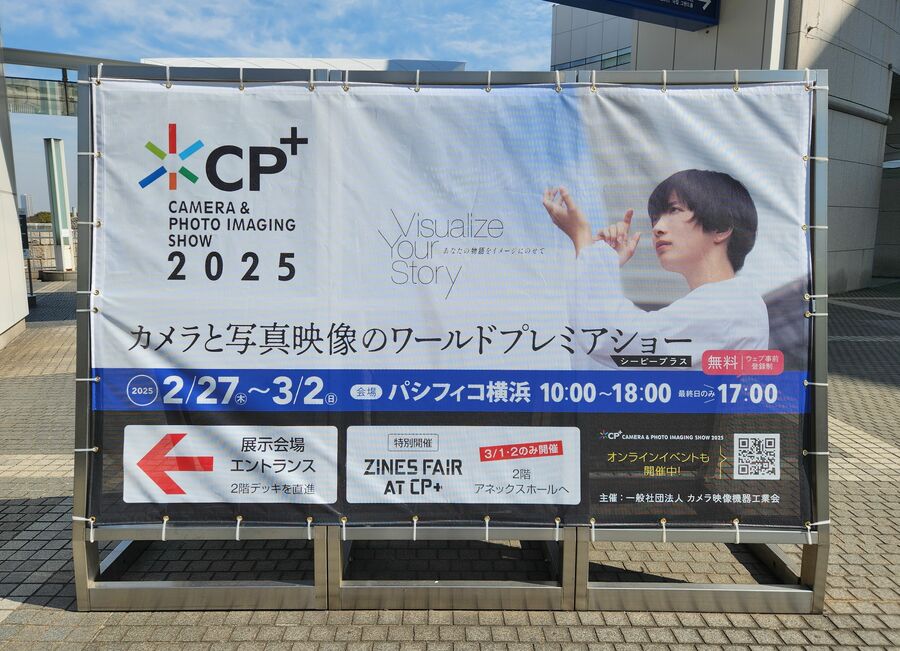 CP+
CAMERA &
PHOTO IMAGING
SHOW
2025
Visualize
Your
Story
あなたの物語をイメージにのせて
カメラと写真映像のワールドプレミアショー
シーピープラス
無料 ウェブ事前
登録制
2025 2/27木～3/2日 会場 パシフィコ横浜 10:00～18:00 最終日のみ 17:00
展示会場
エントランス
2階デッキを直進
特別開催
3/1・2のみ開催
ZINES FAIR
AT CP+
2階
アネックスホールへ
CP+ CAMERA & PHOTO IMAGING SHOW 2025
オンラインイベントも
開催中!
主催：一般社団法人 カメラ映像機器工業会